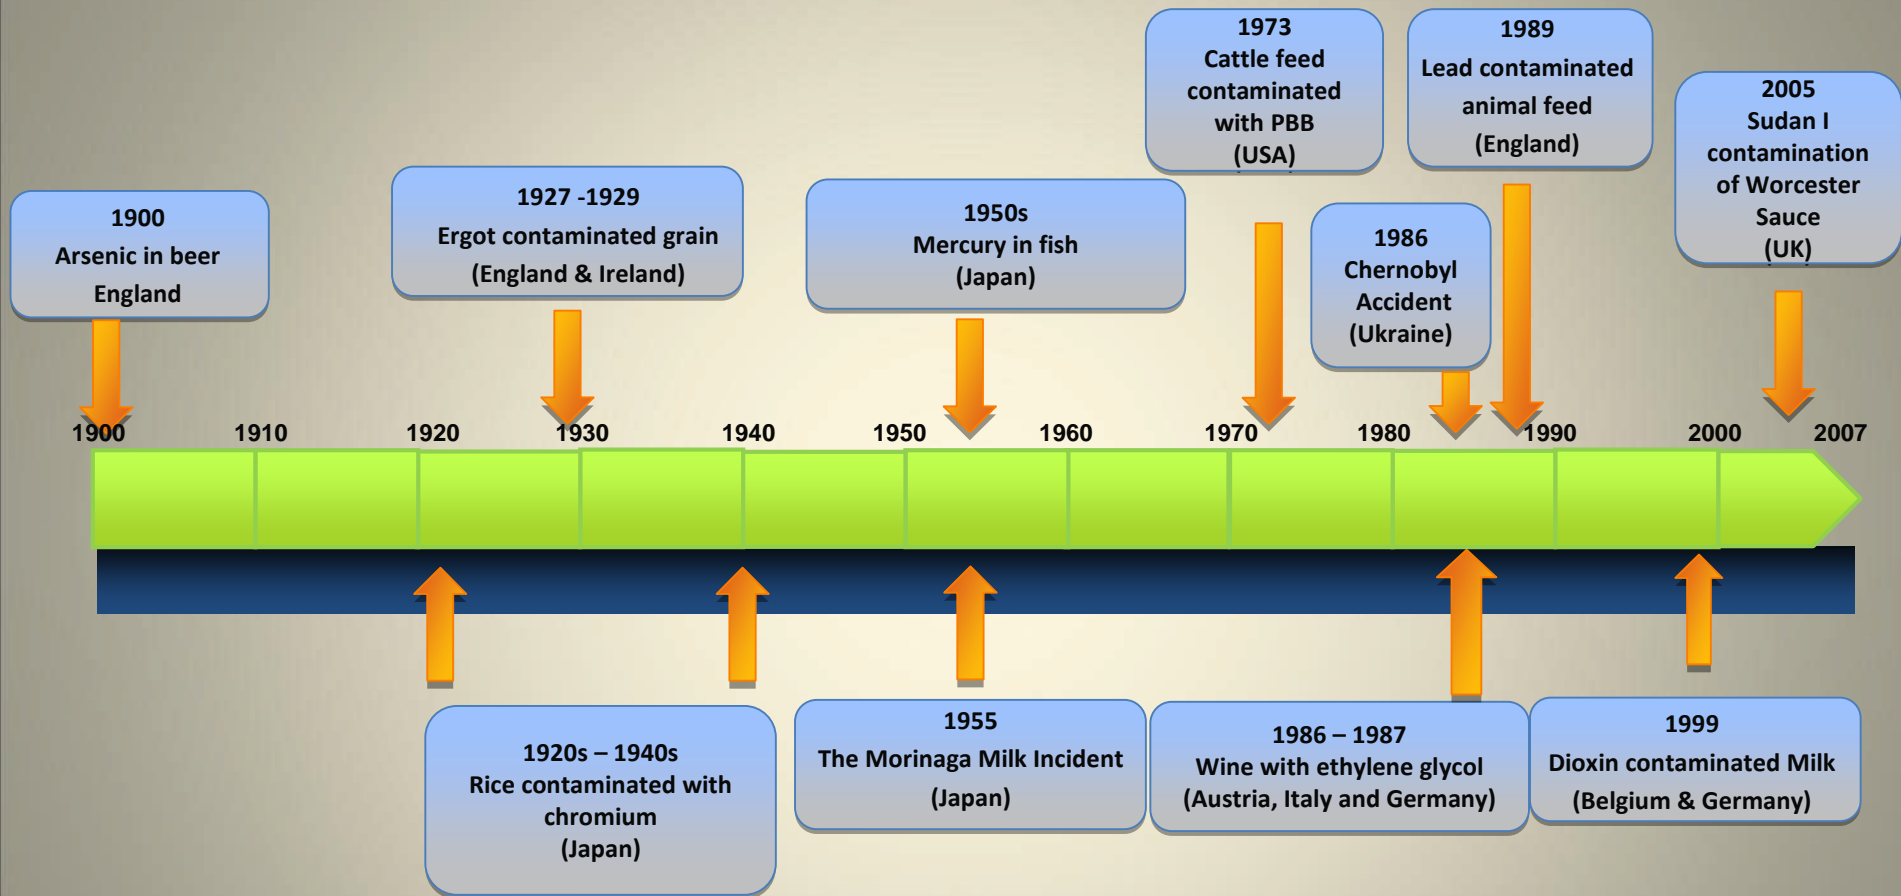 1973
Cattle feed
contaminated
with PBB
(USA)
1989
Lead contaminated
animal feed
(England)
2005
Sudan I
contamination
of Worcester
Sauce
(UK)
1900
Arsenic in beer
England
1927 -1929
Ergot contaminated grain
(England & Ireland)
1950s
Mercury in fish
(Japan)
1986
Chernobyl
Accident
(Ukraine)
1900 1910 1920 1930 1940 1950 1960 1970 1980 1990 2000 2007
1920s – 1940s
Rice contaminated with
chromium
(Japan)
1955
The Morinaga Milk Incident
(Japan)
1986 – 1987
Wine with ethylene glycol
(Austria, Italy and Germany)
1999
Dioxin contaminated Milk
(Belgium & Germany)